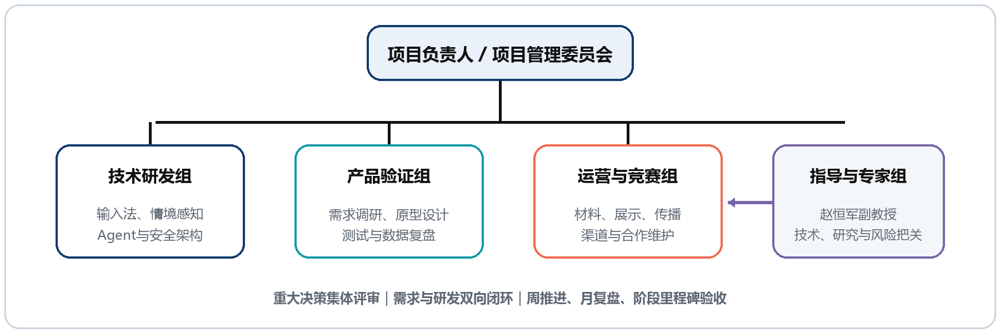 项目负责人 / 项目管理委员会
技术研发组
输入法、情境感知
Agent与安全架构
产品验证组
需求调研、原型设计
测试与数据复盘
运营与竞赛组
材料、展示、传播
渠道与合作维护
指导与专家组
赵恒军副教授
技术、研究与风险把关
重大决策集体评审｜需求与研发双向闭环｜周推进、月复盘、阶段里程碑验收